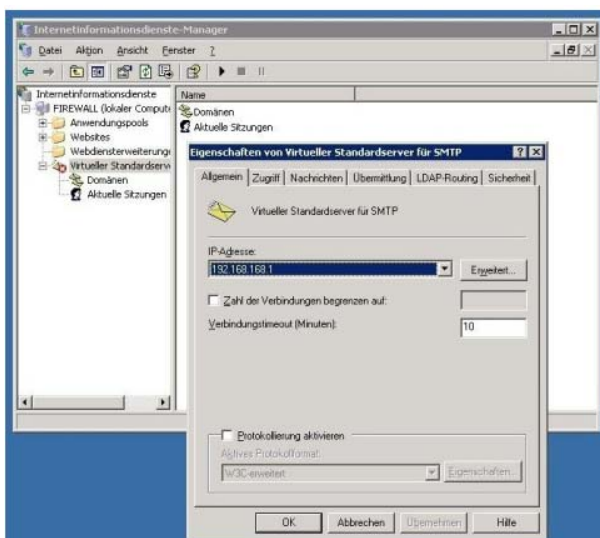 Internetinformationsdienste-Manager
Datei Aktion Ansicht Fenster ?
Internetinformationsdienste
FIREWALL (lokaler Compute
Anwendungspools
Websites
Webdiensterweiterung
Virtueller Standardserv
Domänen
Aktuelle Sitzungen
Name
Domänen
Aktuelle Sitzungen
Eigenschaften von Virtueller Standardserver für SMTP
Allgemein Zugriff Nachrichten Übermittlung LDAP-Routing Sicherheit
Virtueller Standardserver für SMTP
IP-Adresse:
192.168.168.1
Erweitert...
Zahl der Verbindungen begrenzen auf:
Verbindungstimeout (Minuten):
10
Protokollierung aktivieren
Aktives Protokollformat:
W3C-erweitert
Eigenschaften...
OK Abbrechen Übernehmen Hilfe